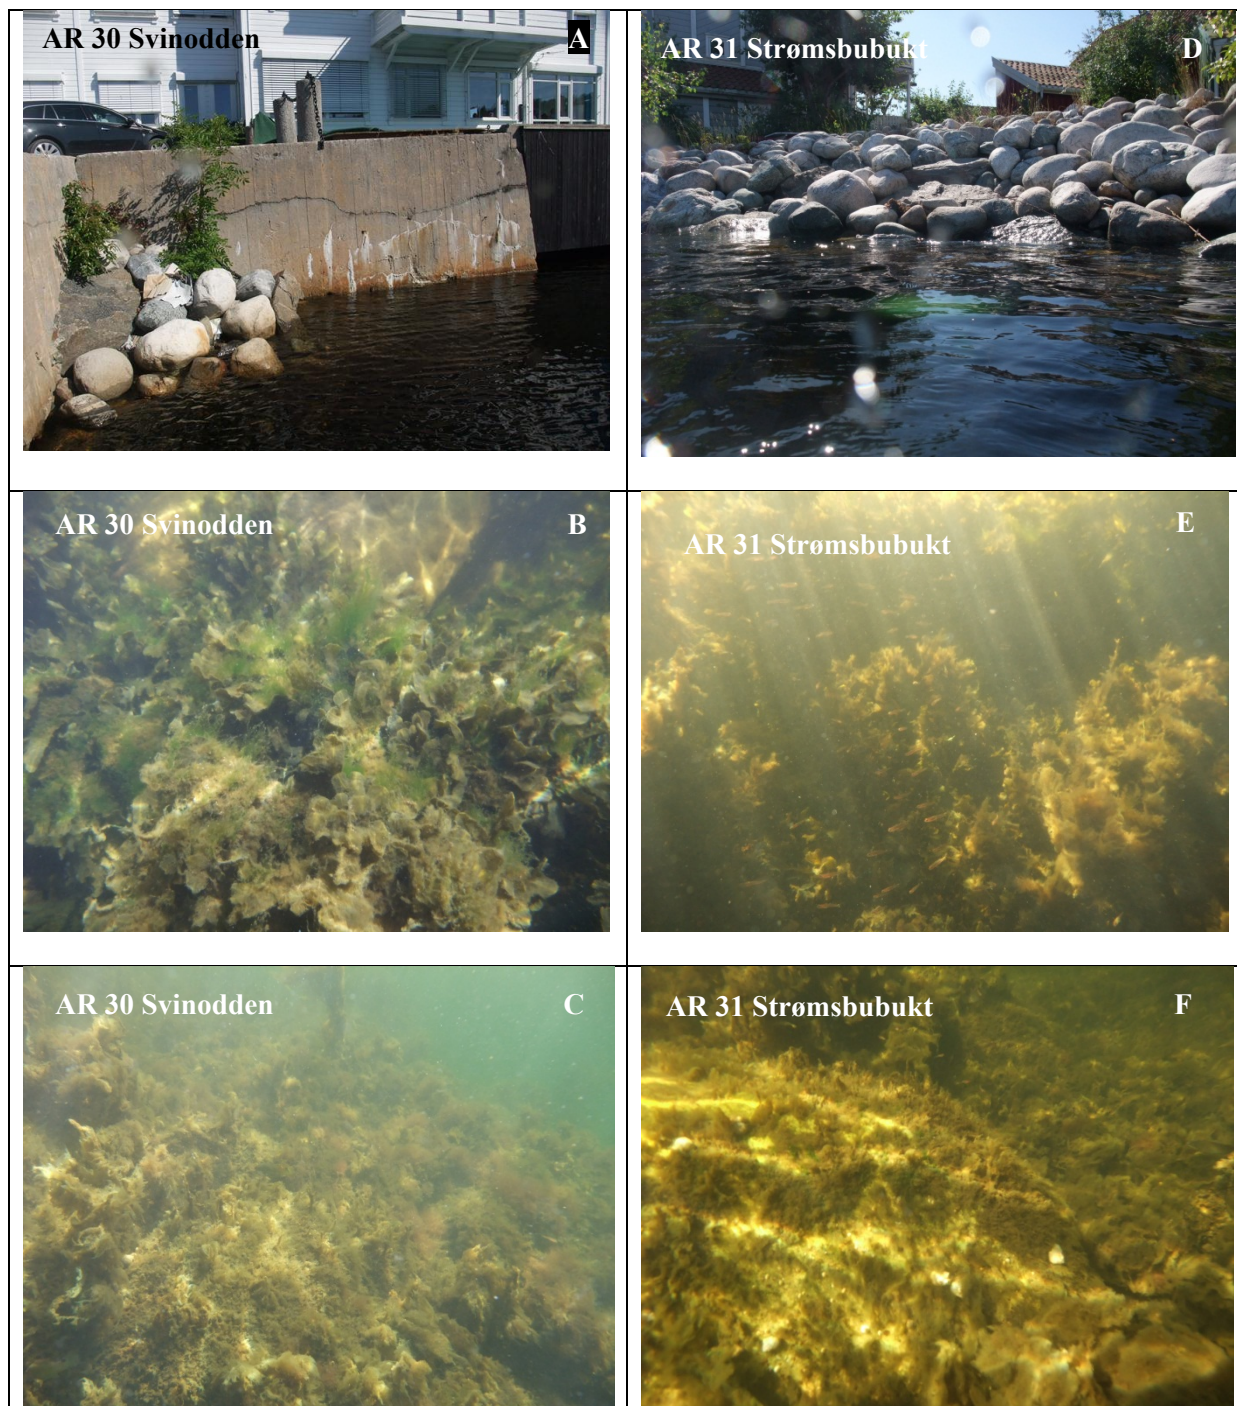 AR 30 Svinodden A
AR 31 Strømsbubukt D
AR 30 Svinodden B
AR 31 Strømsbubukt E
AR 30 Svinodden C
AR 31 Strømsbubukt F